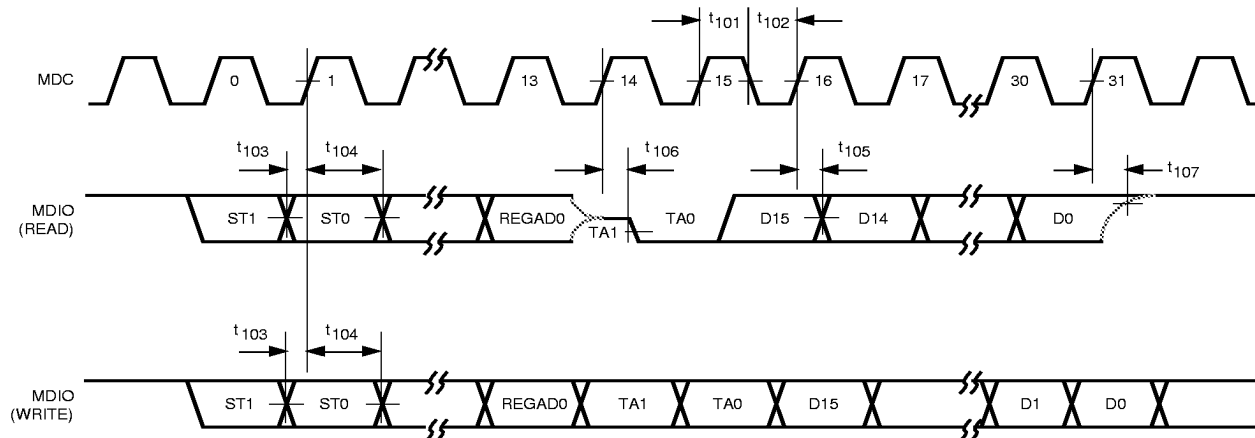 t101 t102
MDC 0 1 13 14 15 16 17 30 31
t103 t104 t106 t105 t107
MDIO (READ) ST1 ST0 REGAD0 TA1 TA0 D15 D14 D0
t103 t104
MDIO (WRITE) ST1 ST0 REGAD0 TA1 TA0 D15 D1 D0